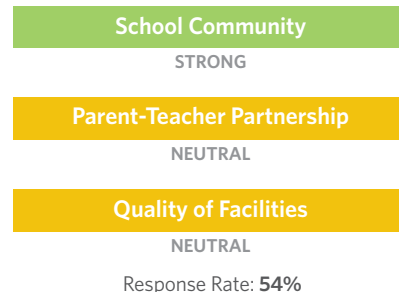 School Community
STRONG
Parent-Teacher Partnership
NEUTRAL
Quality of Facilities
NEUTRAL
Response Rate: 54%